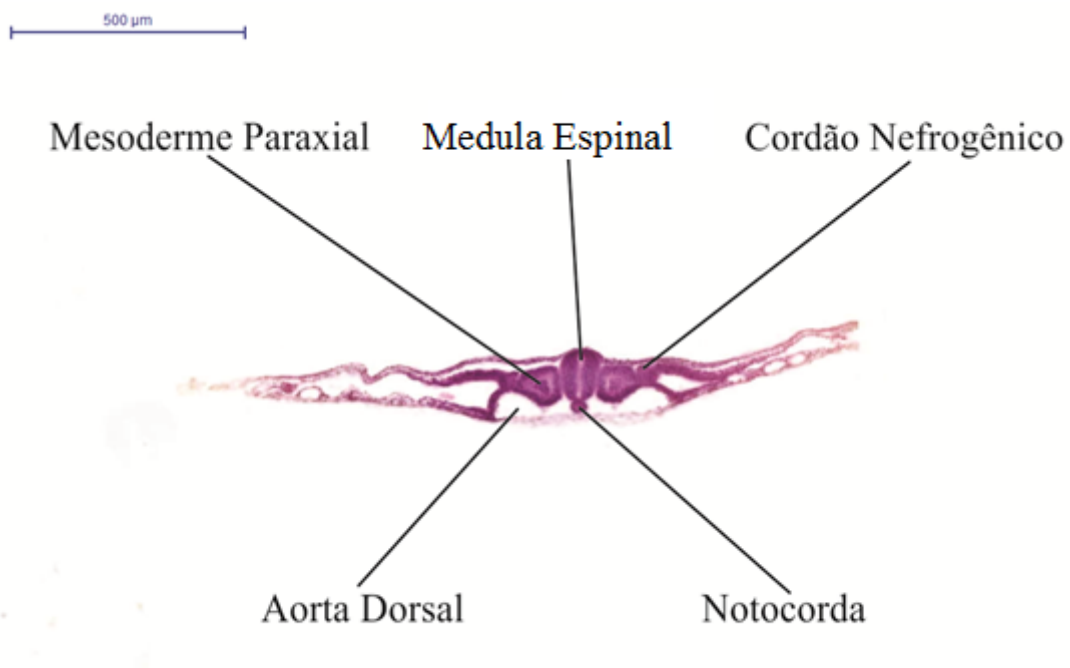 500 µm
Mesoderme Paraxial
Medula Espinal
Cordão Nefrogênico
Aorta Dorsal
Notocorda